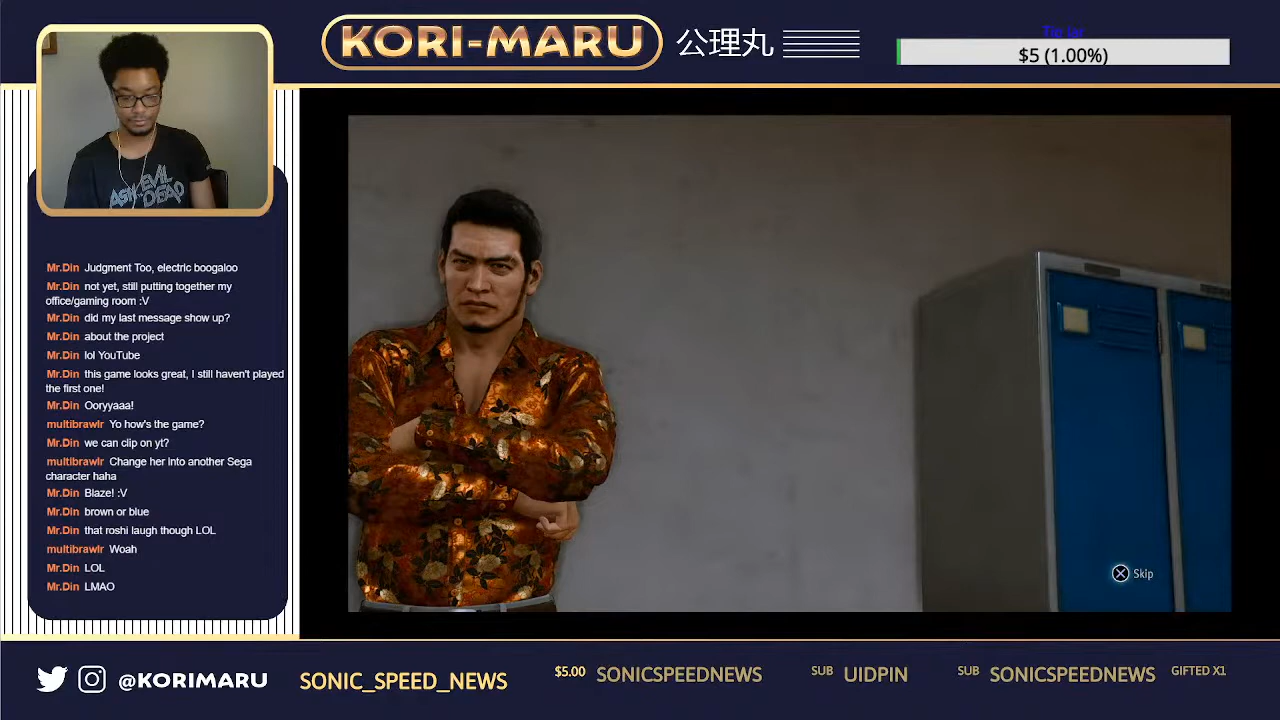 KORI-MARU
公理丸
Tip Jar
$5 (1.00%)
ASH EVIL
DEAD
Mr.Din Judgment Too, electric boogaloo
Mr.Din not yet, still putting together my
office/gaming room :V
Mr.Din did my last message show up?
Mr.Din about the project
Mr.Din lol YouTube
Mr.Din this game looks great, I still haven't played
the first one!
Mr.Din Ooryyaaa!
multibrawlr Yo how's the game?
Mr.Din we can clip on yt?
multibrawlr Change her into another Sega
character haha
Mr.Din Blaze! :V
Mr.Din brown or blue
Mr.Din that roshi laugh though LOL
multibrawlr Woah
Mr.Din LOL
Mr.Din LMAO
Skip
@KORIMARU
SONIC_SPEED_NEWS
$5.00 SONICSPEEDNEWS
SUB UIDPIN
SUB SONICSPEEDNEWS GIFTED X1